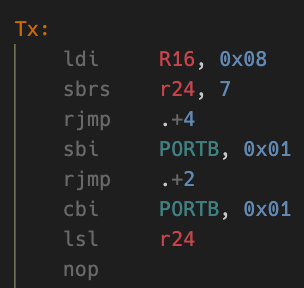 Tx:
ldi R16, 0x08
sbrs r24, 7
rjmp .+4
sbi PORTB, 0x01
rjmp .+2
cbi PORTB, 0x01
lsl r24
nop